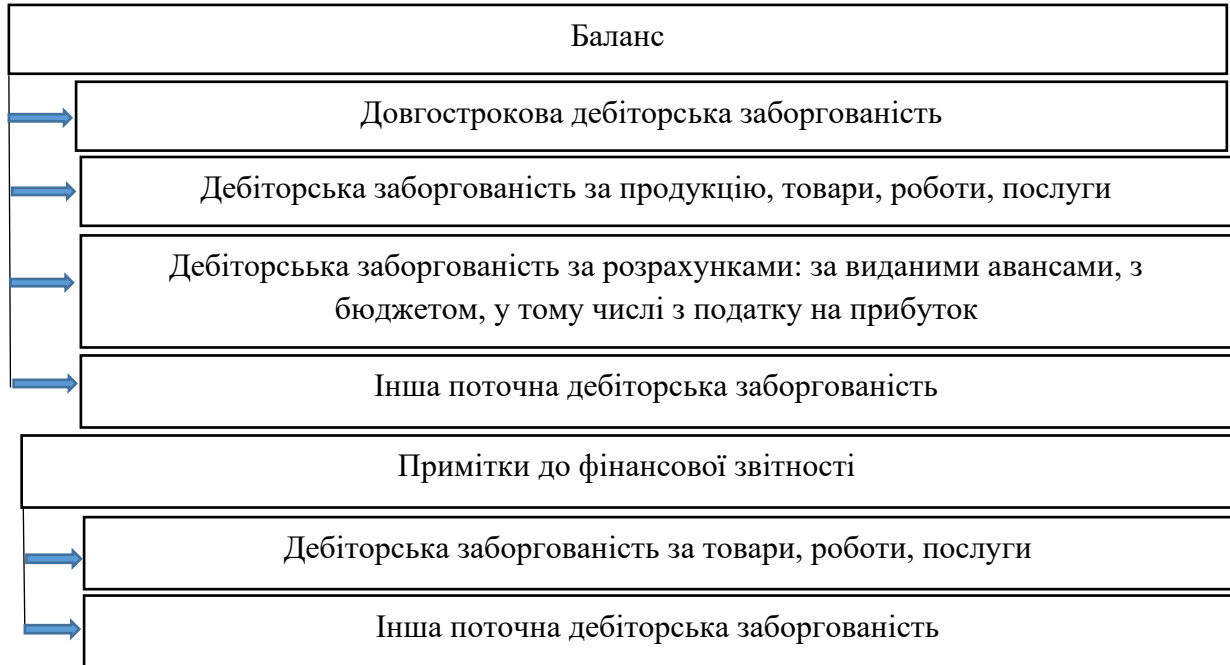 Баланс
Довгострокова дебіторська заборгованість
Дебіторська заборгованість за продукцію, товари, роботи, послуги
Дебіторсьька заборгованість за розрахунками: за виданими авансами, з
бюджетом, у тому числі з податку на прибуток
Інша поточна дебіторська заборгованість
Примітки до фінансової звітності
Дебіторська заборгованість за товари, роботи, послуги
Інша поточна дебіторська заборгованість